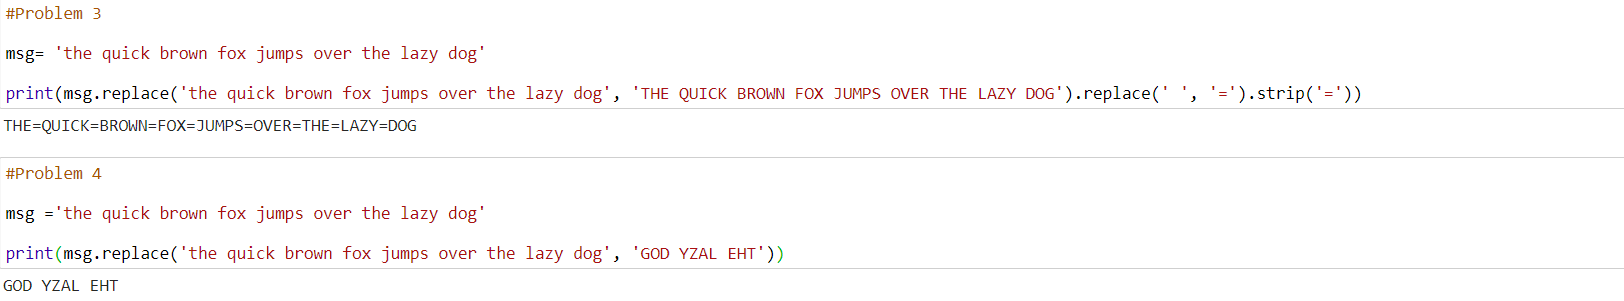 #Problem 3
msg= 'the quick brown fox jumps over the lazy dog'
print(msg.replace('the quick brown fox jumps over the lazy dog', 'THE QUICK BROWN FOX JUMPS OVER THE LAZY DOG').replace(' ', '=').strip('='))
THE=QUICK=BROWN=FOX=JUMPS=OVER=THE=LAZY=DOG
#Problem 4
msg ='the quick brown fox jumps over the lazy dog'
print(msg.replace('the quick brown fox jumps over the lazy dog', 'GOD YZAL EHT'))
GOD YZAL EHT